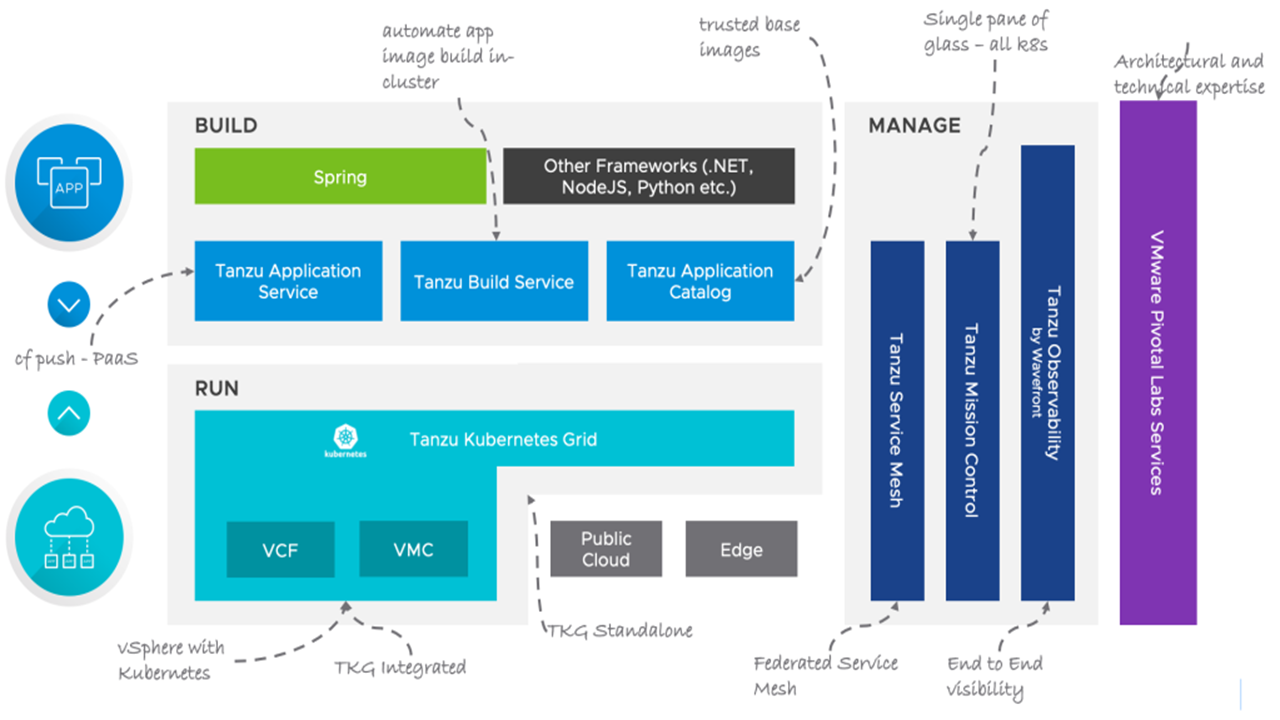 automate app
image build in-
cluster
trusted base
images
Single pane of
glass – all k8s
Architectural and
technical expertise
BUILD
MANAGE
APP
Spring
Other Frameworks (.NET,
NodeJS, Python etc.)
Tanzu Application
Service
Tanzu Build Service
Tanzu Application
Catalog
cf push - PaaS
RUN
kubernetes
Tanzu Kubernetes Grid
VCF
VMC
Public
Cloud
Edge
Tanzu Service Mesh
Tanzu Mission Control
Tanzu Observability
by Wavefront
VMware Pivotal Labs Services
vSphere with
Kubernetes
TKG Integrated
TKG Standalone
Federated Service
Mesh
End to End
visibility